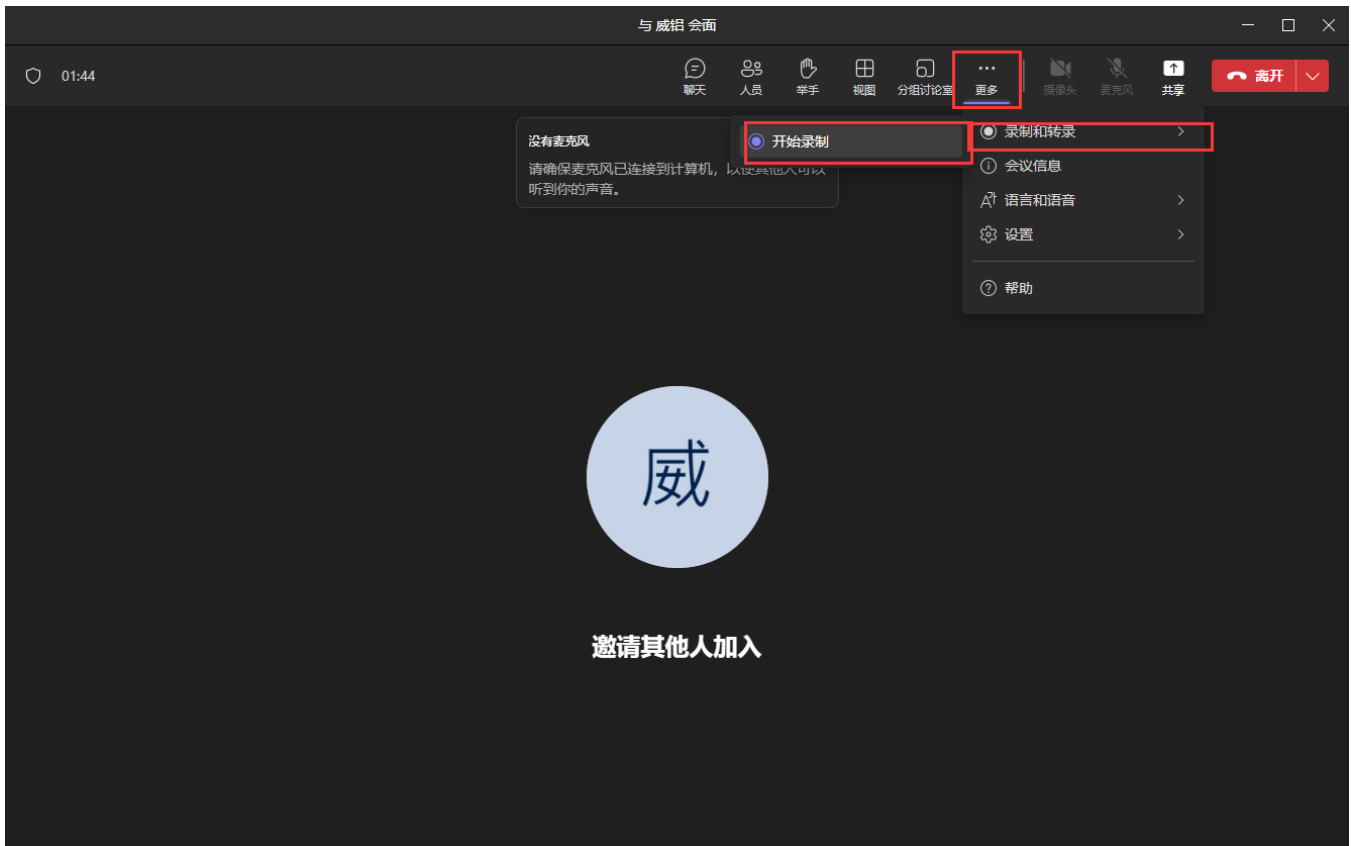 与 威铝 会面
01:44
聊天 人员 举手 视图 分组讨论室 更多 摄像头 麦克风 共享 离开
没有麦克风
请确保麦克风已连接到计算机，以便其他人可以
听到你的声音。
开始录制
录制和转录
会议信息
语言和语音
设置
帮助
威
邀请其他人加入